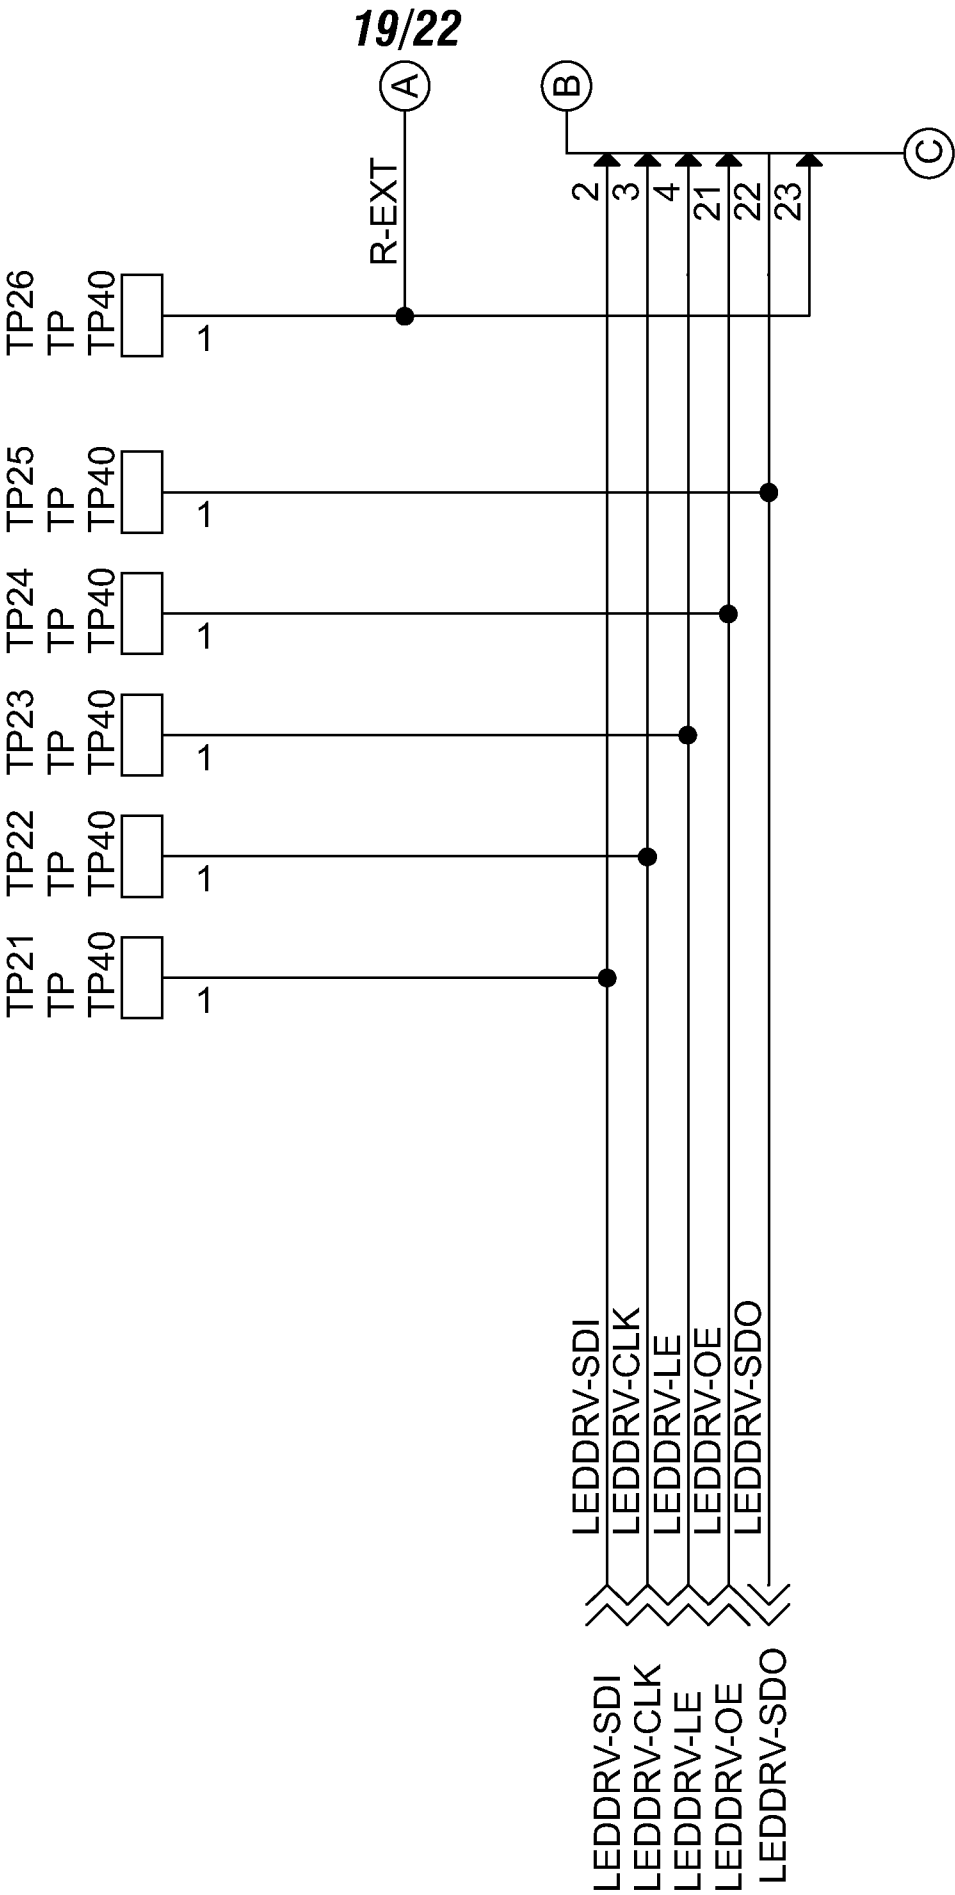 19/22
A
B
C
R-EXT
2
3
4
21
22
23
TP26
TP
TP40
1
TP25
TP
TP40
1
TP24
TP
TP40
1
TP23
TP
TP40
1
TP22
TP
TP40
1
TP21
TP
TP40
1
LEDDRV-SDI
LEDDRV-CLK
LEDDRV-LE
LEDDRV-OE
LEDDRV-SDO
LEDDRV-SDI
LEDDRV-CLK
LEDDRV-LE
LEDDRV-OE
LEDDRV-SDO